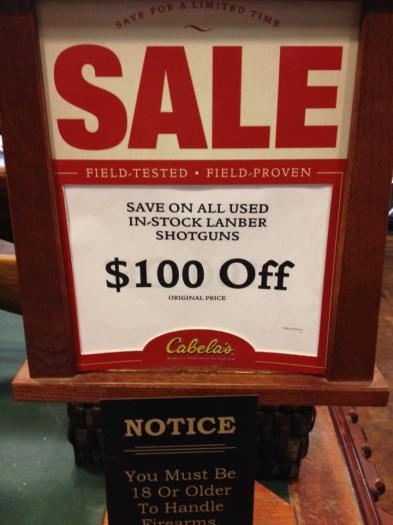 SAVE FOR A LIMITED TIME
SALE
FIELD-TESTED • FIELD-PROVEN
SAVE ON ALL USED
IN-STOCK LANBER
SHOTGUNS
$100 Off
ORIGINAL PRICE
Cabela's
NOTICE
You Must Be
18 Or Older
To Handle
Firearms.